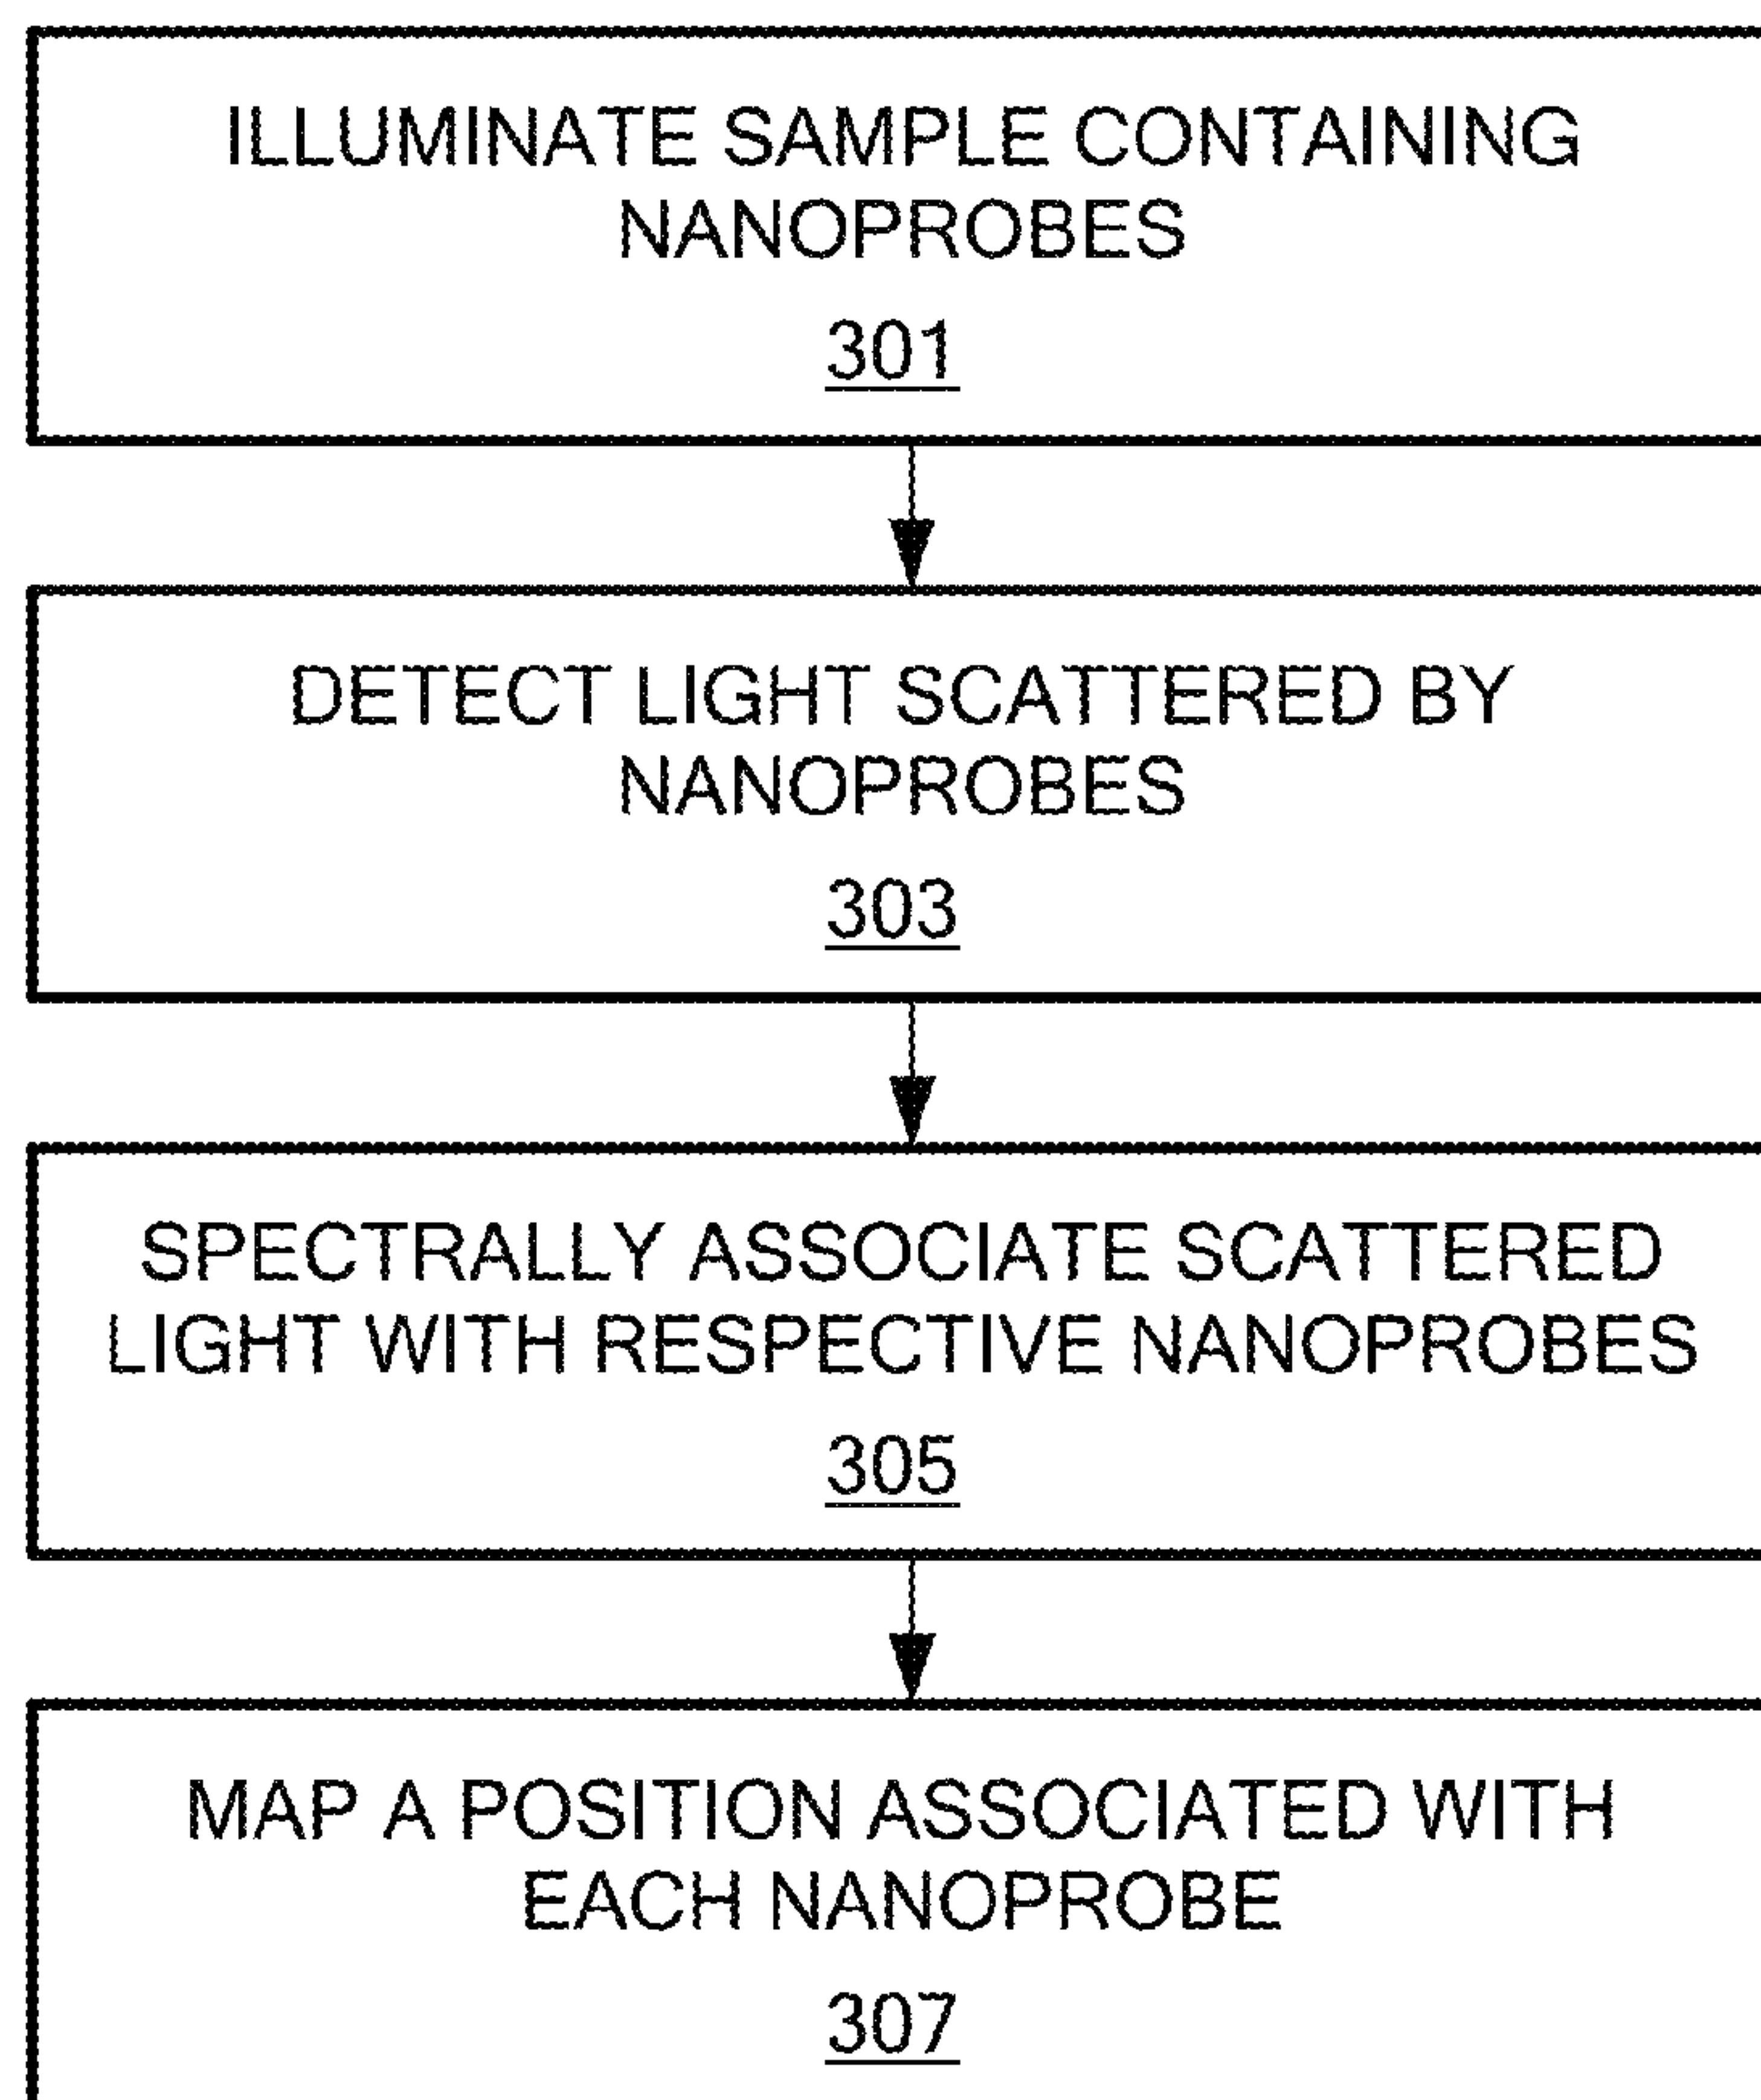 ILLUMINATE SAMPLE CONTAINING
NANOPROBES
301
DETECT LIGHT SCATTERED BY
NANOPROBES
303
SPECTRALLY ASSOCIATE SCATTERED
LIGHT WITH RESPECTIVE NANOPROBES
305
MAP A POSITION ASSOCIATED WITH
EACH NANOPROBE
307